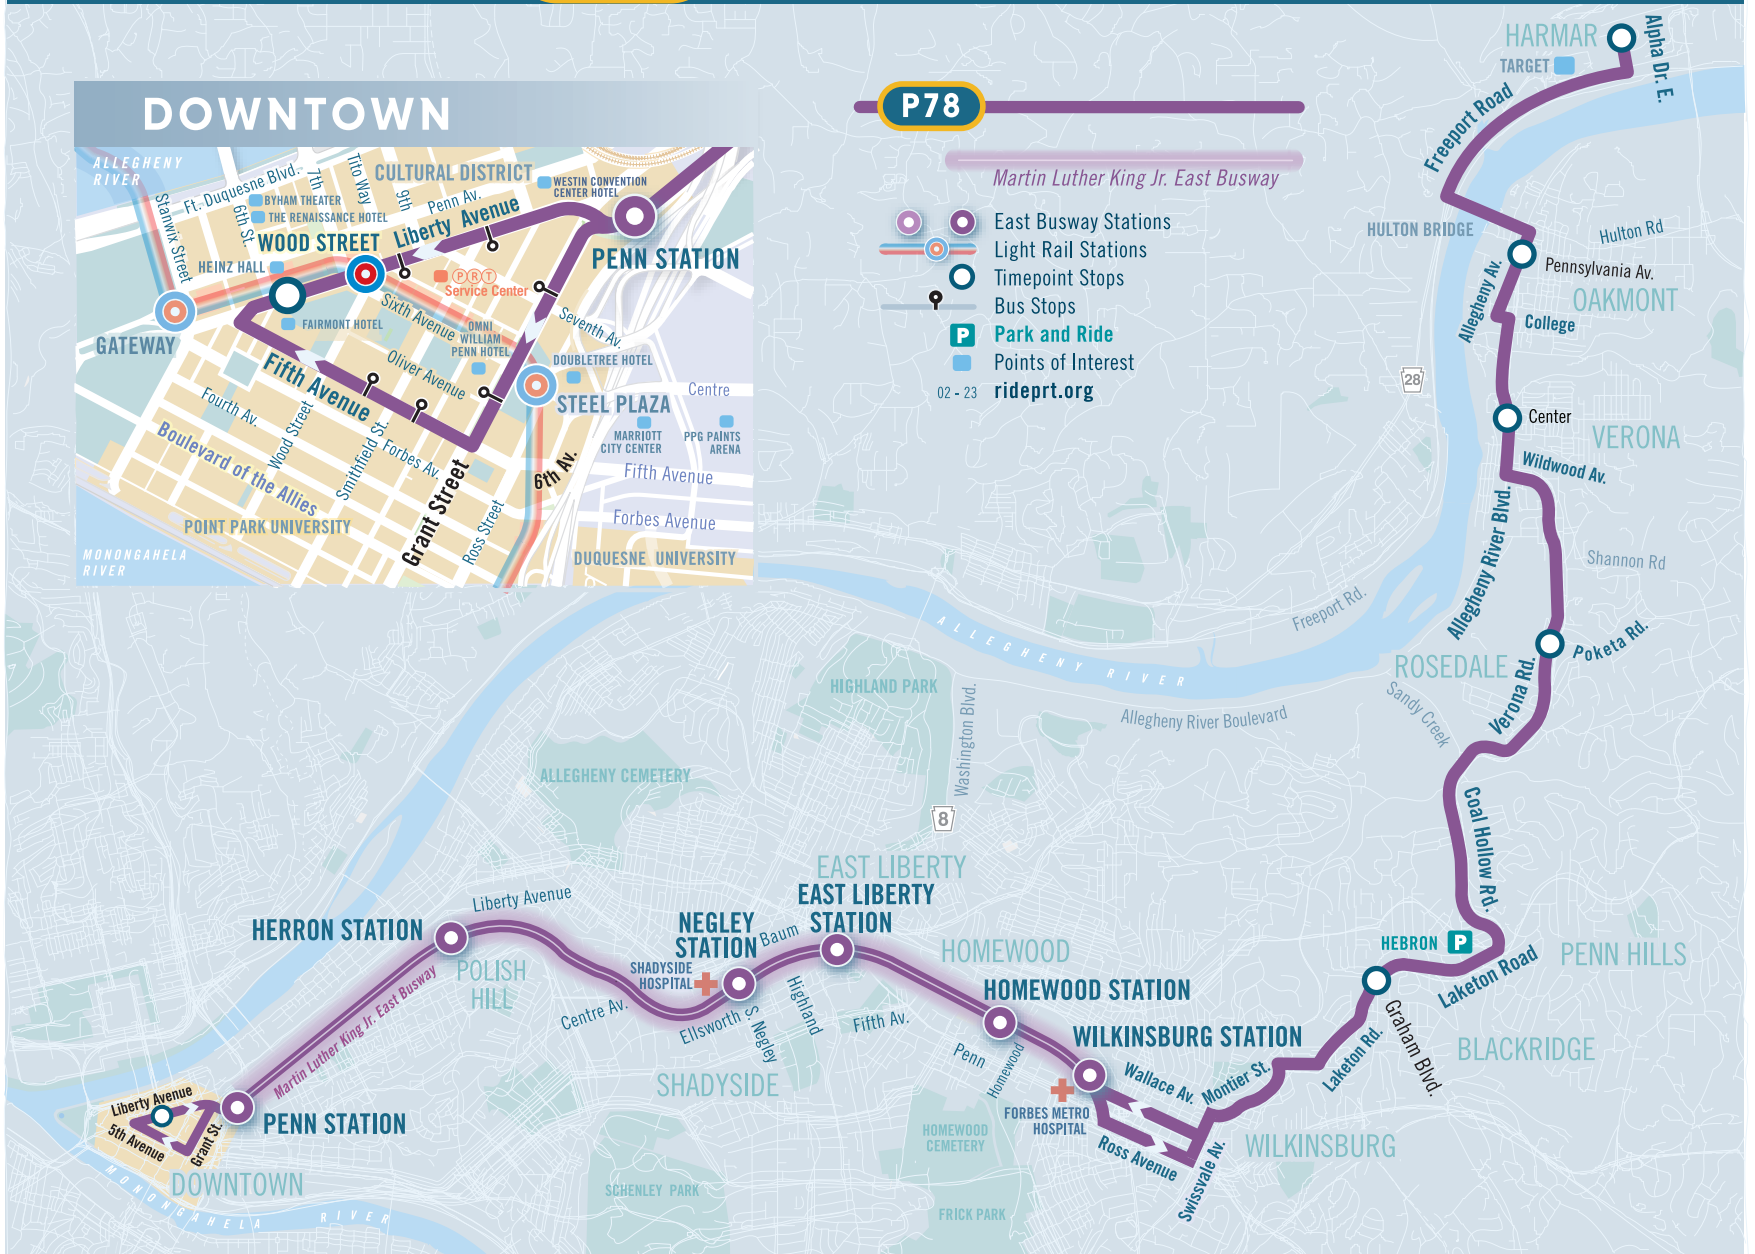 DOWNTOWN
ALLEGHENY
RIVER
Ft. Duquesne Blvd.
7th
Tito Way
CULTURAL DISTRICT
WESTIN CONVENTION
CENTER HOTEL
Stanwix Street
6th St.
BYHAM THEATER
THE RENAISSANCE HOTEL
9th
Penn Av.
Liberty Avenue
WOOD STREET
HEINZ HALL
PENN STATION
PRT
Service Center
GATEWAY
FAIRMONT HOTEL
Sixth Avenue
OMNI
WILLIAM
PENN HOTEL
Seventh Av.
DOUBLETREE HOTEL
Fifth Avenue
Oliver Avenue
STEEL PLAZA
Centre
Fourth Av.
Wood Street
Smithfield St.
Forbes Av.
MARRIOTT
CITY CENTER
PPG PAINTS
ARENA
Boulevard of the Allies
Grant Street
Ross Street
6th Av.
Fifth Avenue
Forbes Avenue
POINT PARK UNIVERSITY
DUQUESNE UNIVERSITY
MONONGAHELA
RIVER
P78
Martin Luther King Jr. East Busway
East Busway Stations
Light Rail Stations
Timepoint Stops
Bus Stops
P
Park and Ride
Points of Interest
02 - 23
rideprt.org
HARMAR
TARGET
Alpha Dr. E.
Freeport Road
HULTON BRIDGE
Hulton Rd
Pennsylvania Av.
OAKMONT
Allegheny Av.
College
28
Center
VERONA
Wildwood Av.
Allegheny River Blvd.
Shannon Rd
Freeport Rd.
Poketa Rd.
ROSEDALE
Verona Rd.
Sandy Creek
ALLEGHENY RIVER
Allegheny River Boulevard
HIGHLAND PARK
Washington Blvd.
ALLEGHENY CEMETERY
8
Coal Hollow Rd.
EAST LIBERTY
EAST LIBERTY
STATION
Liberty Avenue
HERRON STATION
NEGLEY
STATION
Baum
HOMEWOOD
HEBRON
P
PENN HILLS
Laketon Road
POLISH
HILL
SHADYSIDE
HOSPITAL
Highland
HOMEWOOD STATION
Martin Luther King Jr. East Busway
Centre Av.
Ellsworth
S. Negley
Fifth Av.
WILKINSBURG STATION
Graham Blvd.
BLACKRIDGE
Penn
Homewood
Laketon Rd.
SHADYSIDE
Wallace Av.
Montier St.
FORBES METRO
HOSPITAL
Liberty Avenue
5th Avenue
Grant St.
PENN STATION
HOMEWOOD
CEMETERY
Ross Avenue
Swissvale Av.
WILKINSBURG
DOWNTOWN
SCHENLEY PARK
FRICK PARK
MONONGAHELA RIVER